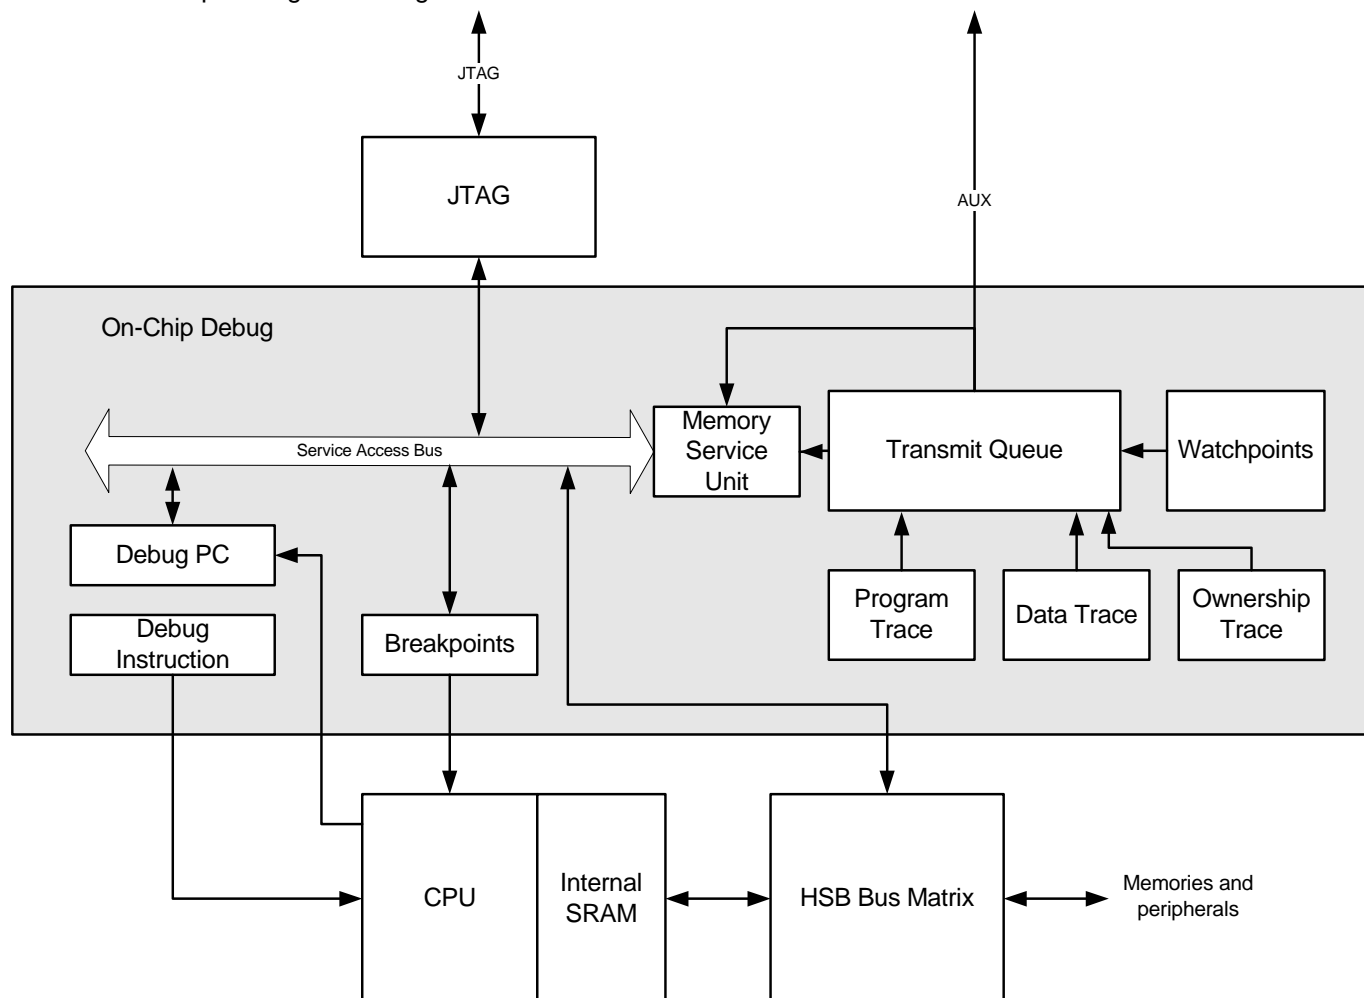 JTAG
JTAG
AUX
On-Chip Debug
Service Access Bus
Memory
Service
Unit
Transmit Queue
Watchpoints
Debug PC
Debug
Instruction
Breakpoints
Program
Trace
Data Trace
Ownership
Trace
CPU
Internal
SRAM
HSB Bus Matrix
Memories and
peripherals